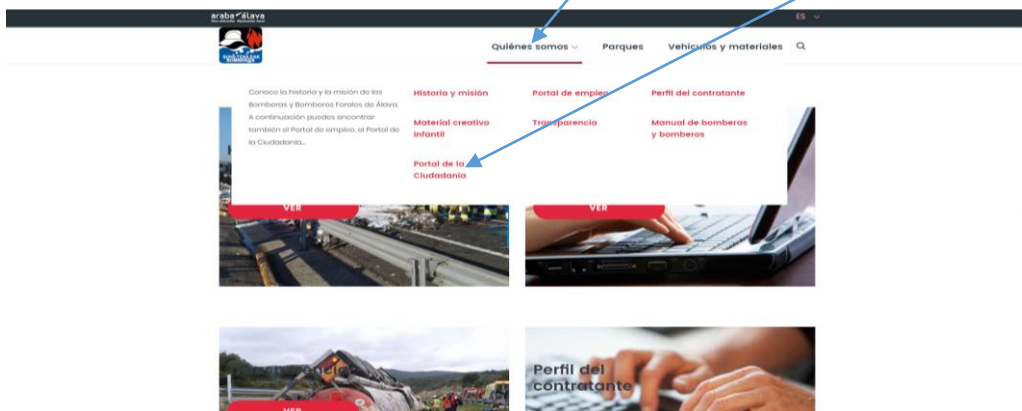 araba álava
ES
Quiénes somos Parques Vehículos y materiales
Conoce la historia y la misión de las
Bomberas y Bomberos Forales de Álava.
A continuación puedes encontrar
también el Portal de empleo, el Portal de
la Ciudadanía...
Historia y misión
Portal de empleo
Perfil del contratante
Material creativo
infantil
Transparencia
Manual de bomberas
y bomberos
Portal de la
Ciudadanía
VER
VER
Perfil del
contratante
VER